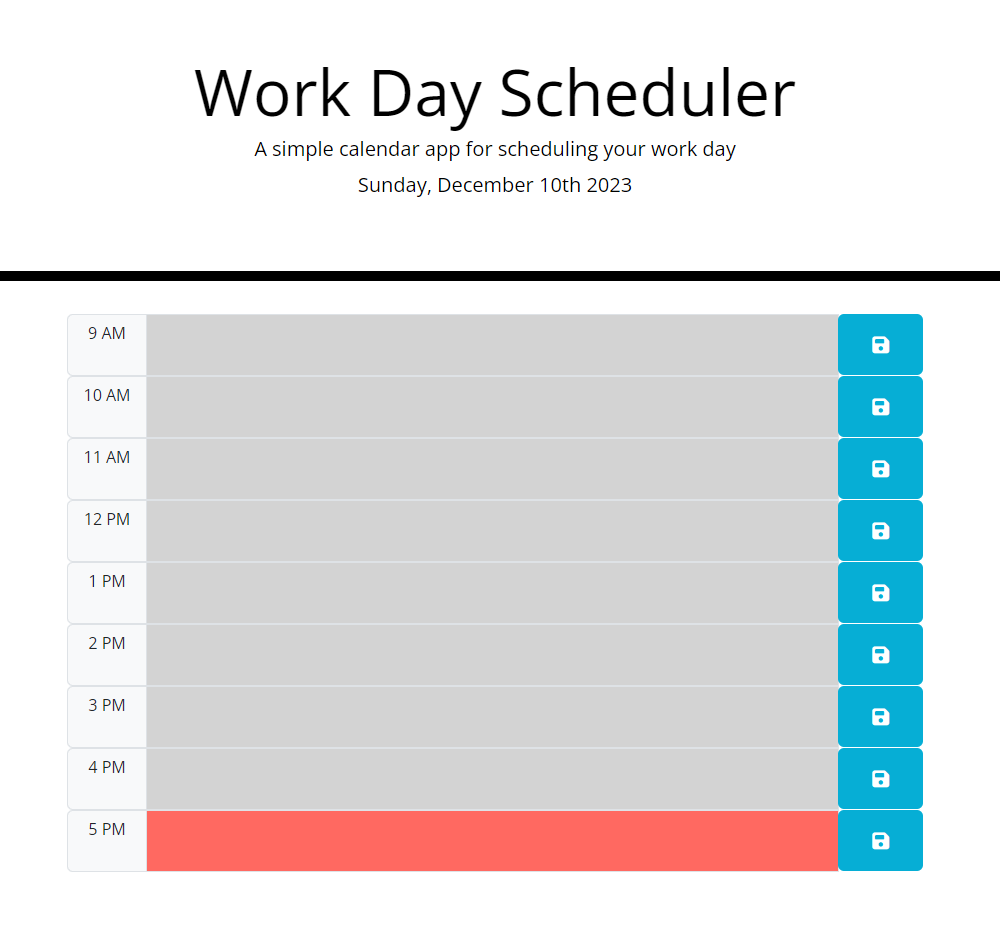 Work Day Scheduler
A simple calendar app for scheduling your work day
Sunday, December 10th 2023
9 AM
10 AM
11 AM
12 PM
1 PM
2 PM
3 PM
4 PM
5 PM